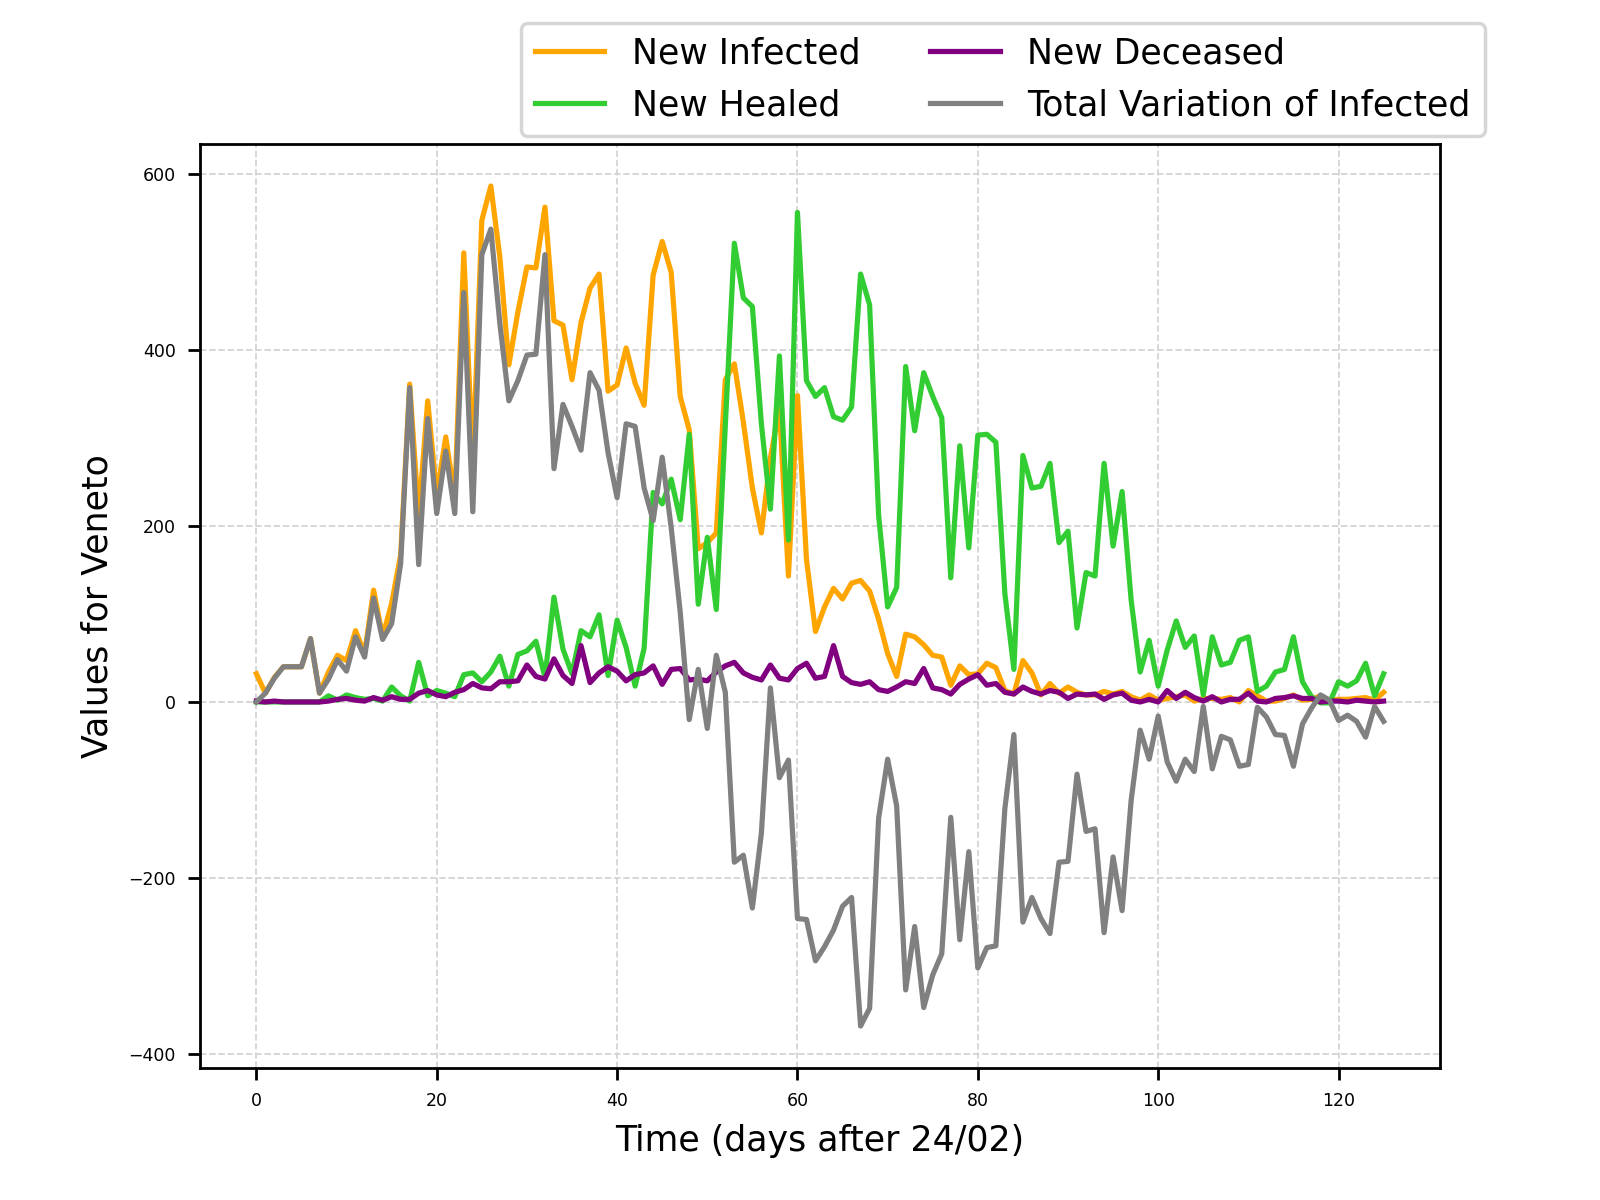 New Infected
New Healed
New Deceased
Total Variation of Infected
600
400
200
0
−200
−400
Values for Veneto
0 20 40 60 80 100 120
Time (days after 24/02)